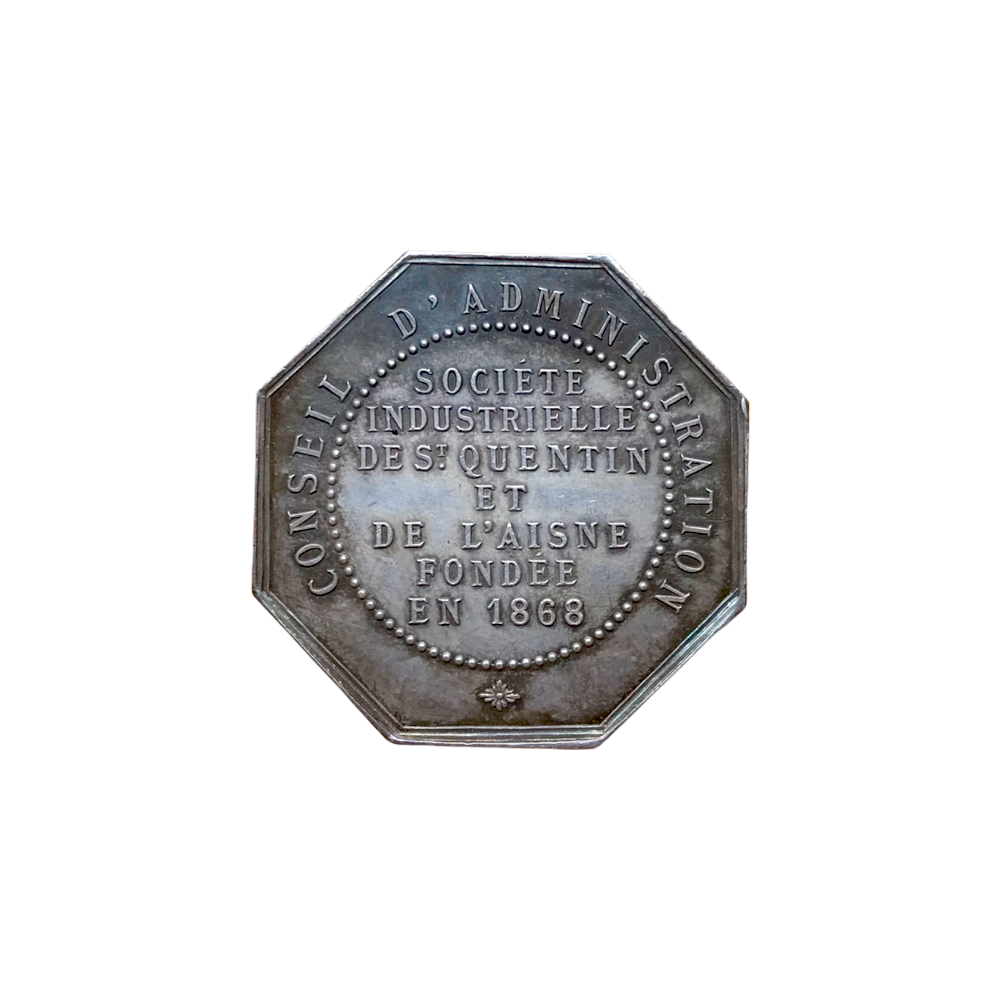 CONSEIL D'ADMINISTRATION
SOCIÉTÉ
INDUSTRIELLE
DE ST. QUENTIN
ET
DE L'AISNE
FONDÉE
EN 1868